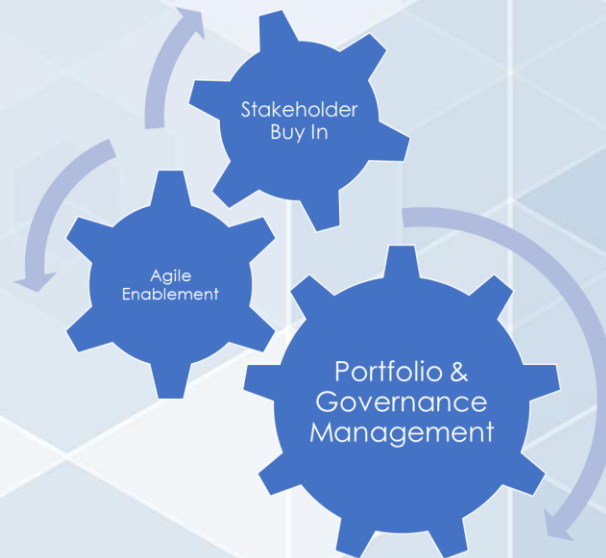 Stakeholder
Buy In
Agile
Enablement
Portfolio &
Governance
Management